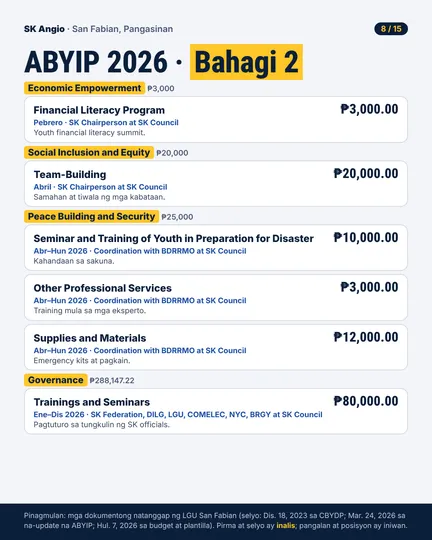 SK Angio · San Fabian, Pangasinan
8 / 15
ABYIP 2026 · Bahagi 2
Economic Empowerment ₱3,000
Financial Literacy Program ₱3,000.00
Pebrero · SK Chairperson at SK Council
Youth financial literacy summit.
Social Inclusion and Equity ₱20,000
Team-Building ₱20,000.00
Abril · SK Chairperson at SK Council
Samahan at tiwala ng mga kabataan.
Peace Building and Security ₱25,000
Seminar and Training of Youth in Preparation for Disaster ₱10,000.00
Abr–Hun 2026 · Coordination with BDRRMO at SK Council
Kahandaan sa sakuna.
Other Professional Services ₱3,000.00
Abr–Hun 2026 · Coordination with BDRRMO at SK Council
Training mula sa mga eksperto.
Supplies and Materials ₱12,000.00
Abr–Hun 2026 · Coordination with BDRRMO at SK Council
Emergency kits at pagkain.
Governance ₱288,147.22
Trainings and Seminars ₱80,000.00
Ene–Dis 2026 · SK Federation, DILG, LGU, COMELEC, NYC, BRGY at SK Council
Pagtuturo sa tungkulin ng SK officials.
Pinagmulan: mga dokumentong natanggap ng LGU San Fabian (selyo: Dis. 18, 2023 sa CBYDP; Mar. 24, 2026 sa
na-update na ABYIP; Hul. 7, 2026 sa budget at plantilla). Pirma at selyo ay inalis; pangalan at posisyon ay iniwan.